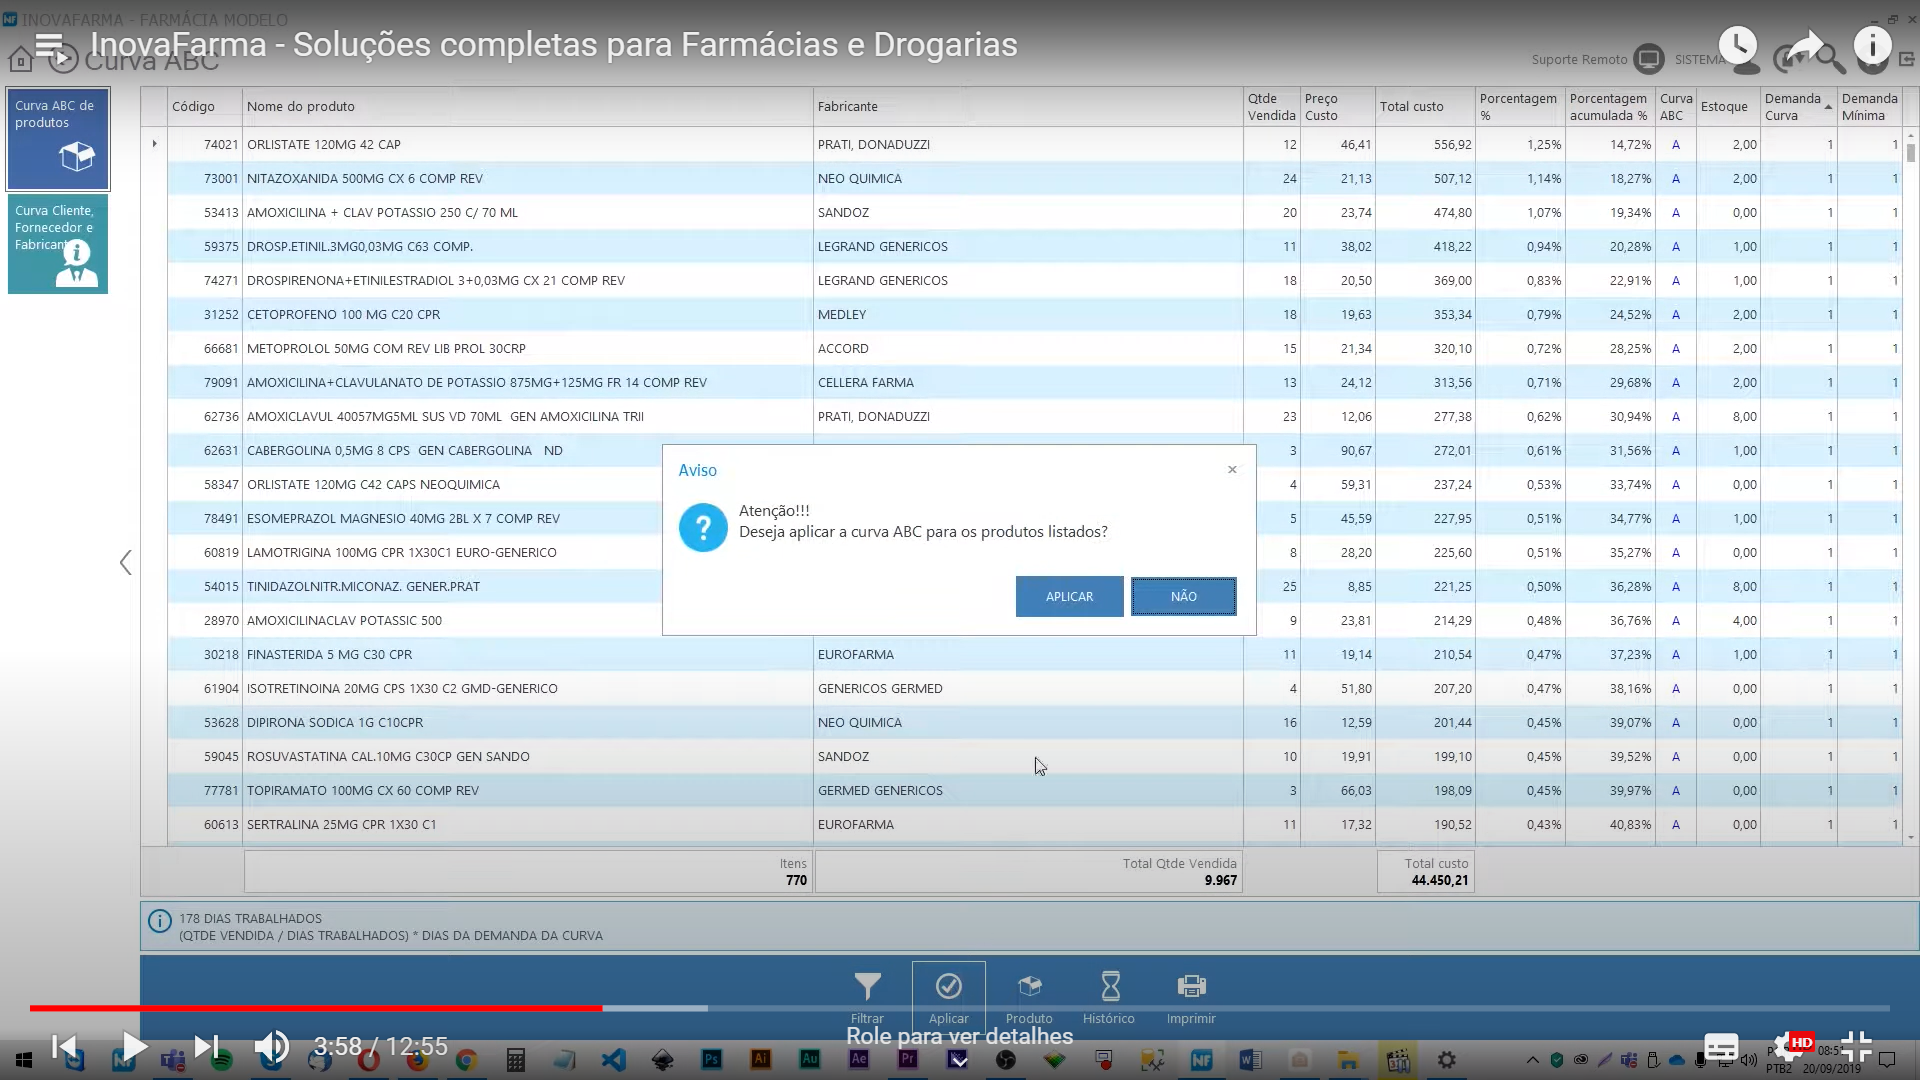 INOVAFARMA - FARMÁCIA MODELO
InovaFarma - Soluções completas para Farmácias e Drogarias
Curva ABC
Suporte Remoto
SISTEMA
Curva ABC de
produtos
Curva Cliente,
Fornecedor e
Código Nome do produto Fabricante Qtde Vendida Preço Custo Total custo Porcentagem % Porcentagem acumulada % Curva ABC Estoque Demanda Curva Demanda Mínima
74021 ORLISTATE 120MG 42 CAP PRATI, DONADUZZI 12 46,41 556,92 1,25% 14,72% A 2,00 1 1
73001 NITAZOXANIDA 500MG CX 6 COMP REV NEO QUIMICA 24 21,13 507,12 1,14% 18,27% A 2,00 1 1
53413 AMOXICILINA + CLAV POTASSIO 250 C/ 70 ML SANDOZ 20 23,74 474,80 1,07% 19,34% A 0,00 1 1
59375 DROSP.ETINIL.3MG0,03MG C63 COMP. LEGRAND GENERICOS 11 38,02 418,22 0,94% 20,28% A 1,00 1 1
74271 DROSPIRENONA+ETINILESTRADIOL 3+0,03MG CX 21 COMP REV LEGRAND GENERICOS 18 20,50 369,00 0,83% 22,91% A 1,00 1 1
31252 CETOPROFENO 100 MG C20 CPR MEDLEY 18 19,63 353,34 0,79% 24,52% A 2,00 1 1
66681 METOPROLOL 50MG COM REV LIB PROL 30CRP ACCORD 15 21,34 320,10 0,72% 28,25% A 2,00 1 1
79091 AMOXICILINA+CLAVULANATO DE POTASSIO 875MG+125MG FR 14 COMP REV CELLERA FARMA 13 24,12 313,56 0,71% 29,68% A 2,00 1 1
62736 AMOXICLAVUL 40057MG5ML SUS VD 70ML GEN AMOXICILINA TRII PRATI, DONADUZZI 23 12,06 277,38 0,62% 30,94% A 8,00 1 1
62631 CABERGOLINA 0,5MG 8 CPS GEN CABERGOLINA ND 3 90,67 272,01 0,61% 31,56% A 1,00 1 1
58347 ORLISTATE 120MG C42 CAPS NEOQUIMICA 4 59,31 237,24 0,53% 33,74% A 0,00 1 1
78491 ESOMEPRAZOL MAGNESIO 40MG 2BL X 7 COMP REV 5 45,59 227,95 0,51% 34,77% A 1,00 1 1
60819 LAMOTRIGINA 100MG CPR 1X30C1 EURO-GENERICO 8 28,20 225,60 0,51% 35,27% A 0,00 1 1
54015 TINIDAZOLNITR.MICONAZ. GENER.PRAT 25 8,85 221,25 0,50% 36,28% A 8,00 1 1
28970 AMOXICILINACLAV POTASSIC 500 9 23,81 214,29 0,48% 36,76% A 4,00 1 1
30218 FINASTERIDA 5 MG C30 CPR EUROFARMA 11 19,14 210,54 0,47% 37,23% A 1,00 1 1
61904 ISOTRETINOINA 20MG CPS 1X30 C2 GMD-GENERICO GENERICOS GERMED 4 51,80 207,20 0,47% 38,16% A 0,00 1 1
53628 DIPIRONA SODICA 1G C10CPR NEO QUIMICA 16 12,59 201,44 0,45% 39,07% A 0,00 1 1
59045 ROSUVASTATINA CAL.10MG C30CP GEN SANDO SANDOZ 10 19,91 199,10 0,45% 39,52% A 0,00 1 1
77781 TOPIRAMATO 100MG CX 60 COMP REV GERMED GENERICOS 3 66,03 198,09 0,45% 39,97% A 0,00 1 1
60613 SERTRALINA 25MG CPR 1X30 C1 EUROFARMA 11 17,32 190,52 0,43% 40,83% A 0,00 1 1
Aviso
Atenção!!!
Deseja aplicar a curva ABC para os produtos listados?
APLICAR NÃO
Itens Total Qtde Vendida Total custo
770 9.967 44.450,21
178 DIAS TRABALHADOS
(QTDE VENDIDA / DIAS TRABALHADOS) * DIAS DA DEMANDA DA CURVA
Filtrar Aplicar Produto Histórico Imprimir
Role para ver detalhes
3:58 / 12:55
HD
PTB2 20/09/2019